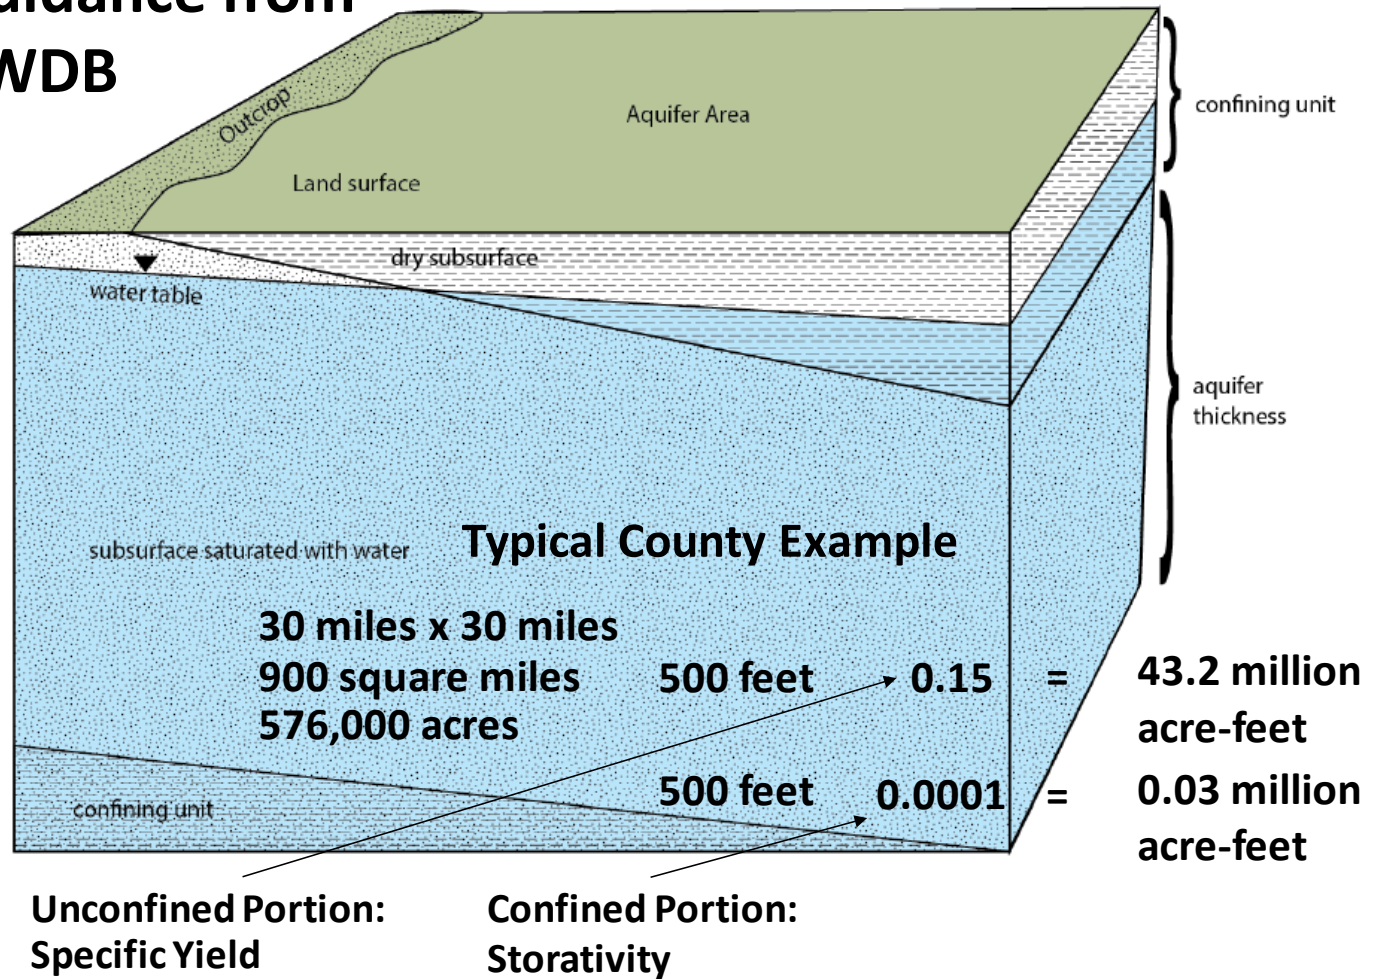 WDB
Outcrop
Aquifer Area
confining unit
Land surface
dry subsurface
water table
aquifer
thickness
subsurface saturated with water
Typical County Example
30 miles x 30 miles
900 square miles 500 feet 0.15 = 43.2 million
576,000 acres acre-feet
500 feet 0.0001 = 0.03 million
confining unit acre-feet
Unconfined Portion:
Specific Yield
Confined Portion:
Storativity